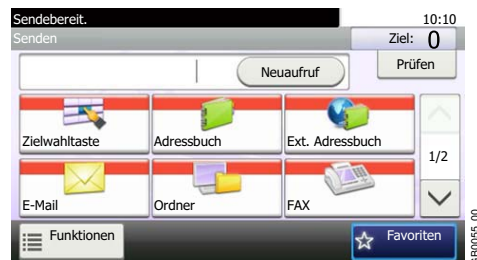 Sendebereit.
10:10
Senden
Ziel: 0
Neuaufruf
Prüfen
Zielwahltaste
Adressbuch
Ext. Adressbuch
1/2
E-Mail
Ordner
FAX
Funktionen
Favoriten